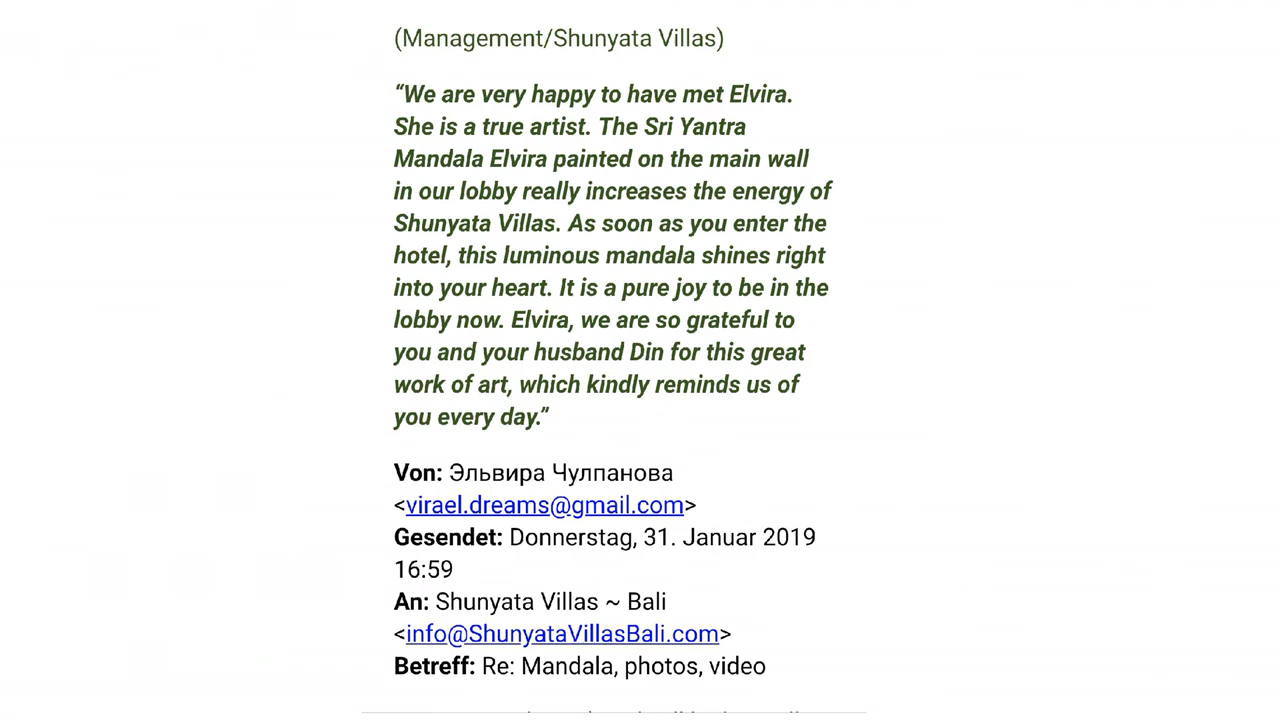 (Management/Shunyata Villas)
“We are very happy to have met Elvira.
She is a true artist. The Sri Yantra
Mandala Elvira painted on the main wall
in our lobby really increases the energy of
Shunyata Villas. As soon as you enter the
hotel, this luminous mandala shines right
into your heart. It is a pure joy to be in the
lobby now. Elvira, we are so grateful to
you and your husband Din for this great
work of art, which kindly reminds us of
you every day.”
Von: Эльвира Чулпанова
<virael.dreams@gmail.com>
Gesendet: Donnerstag, 31. Januar 2019
16:59
An: Shunyata Villas ~ Bali
<info@ShunyataVillasBali.com>
Betreff: Re: Mandala, photos, video